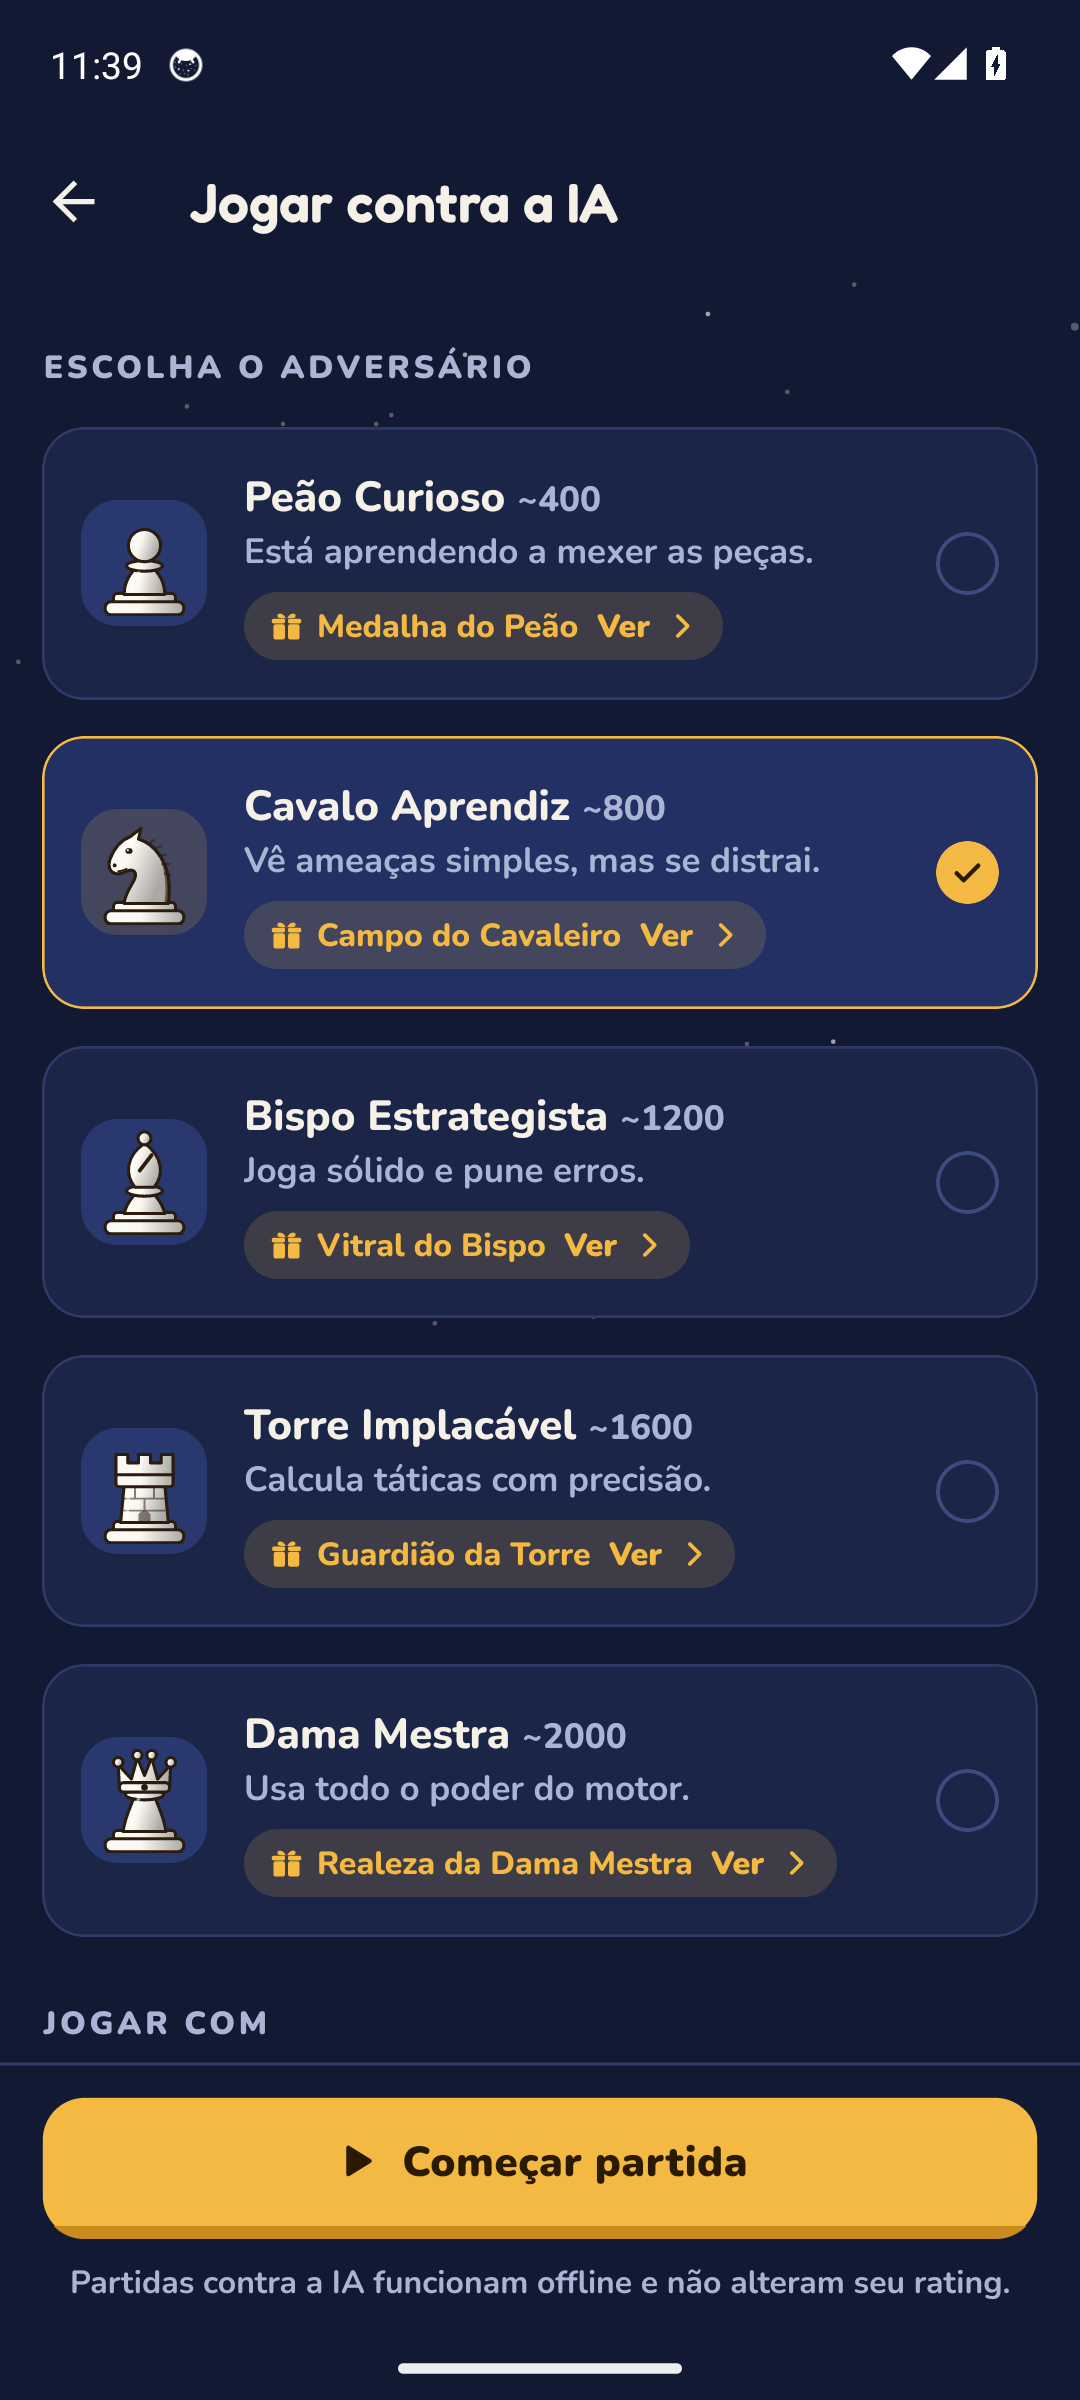 11:39
Jogar contra a IA
ESCOLHA O ADVERSÁRIO
Peão Curioso ~400
Está aprendendo a mexer as peças.
Medalha do Peão Ver
Cavalo Aprendiz ~800
Vê ameaças simples, mas se distrai.
Campo do Cavaleiro Ver
Bispo Estrategista ~1200
Joga sólido e pune erros.
Vitral do Bispo Ver
Torre Implacável ~1600
Calcula táticas com precisão.
Guardião da Torre Ver
Dama Mestra ~2000
Usa todo o poder do motor.
Realeza da Dama Mestra Ver
JOGAR COM
Começar partida
Partidas contra a IA funcionam offline e não alteram seu rating.